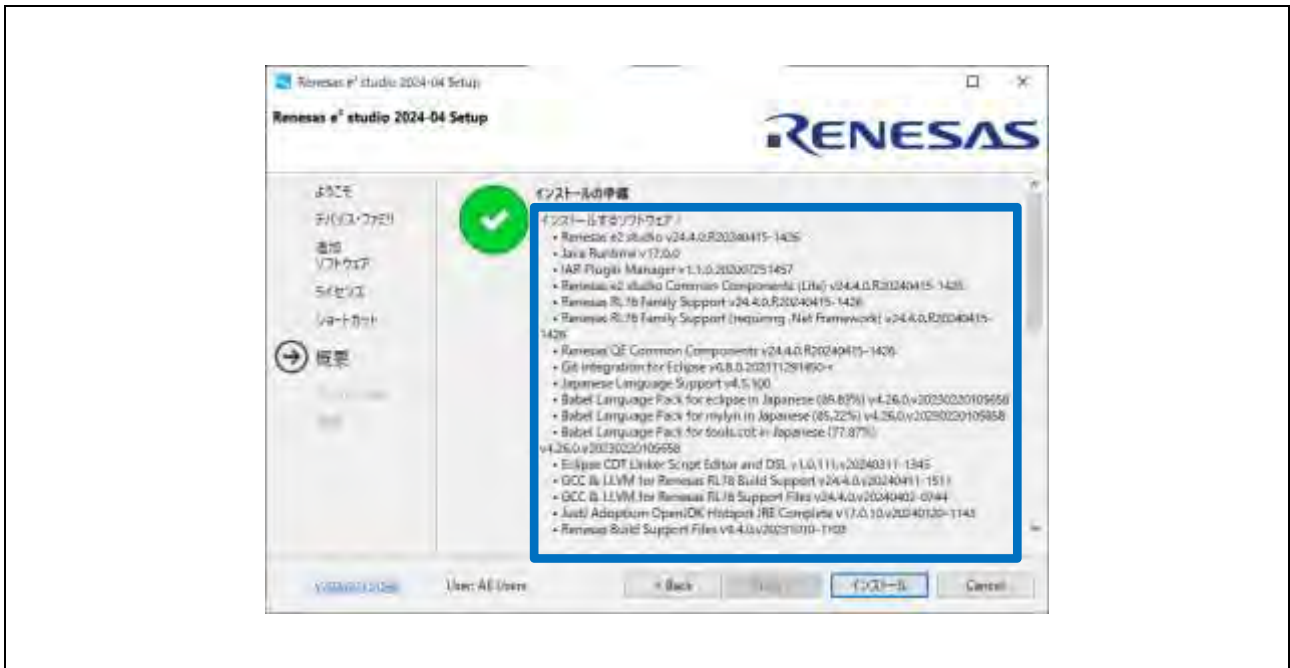 Renesas e² studio 2024-04 Setup
Renesas e² studio 2024-04 Setup
RENESAS
ようこそ
デバイス・ファミリ
追加
ソフトウェア
ライセンス
ショートカット
概要
インストールの準備
インストールするソフトウェア :
• Renesas e2 studio v24.4.0.R20240415-1426
• Java Runtime v17.0.0
• IAR Plugin Manager v1.1.0.202007251457
• Renesas e2 studio Common Components (Lite) v24.4.0.R20240415-1426
• Renesas RL78 Family Support v24.4.0.R20240415-1426
• Renesas RL78 Family Support (requiring .Net Framework) v24.4.0.R20240415-
1426
• Renesas QE Common Components v24.4.0.R20240415-1426
• Git integration for Eclipse
• Japanese Language Support v4.5.100
• Babel Language Pack for eclipse in Japanese (89.83%) v4.26.0.v20230220105658
• Babel Language Pack for mylyn in Japanese (85.22%) v4.26.0.v20230220105658
• Babel Language Pack for tools.cdt in Japanese (77.87%)
v4.26.0.v20230220105658
• Eclipse CDT Linker Script Editor and DSL v1.0.111.v20240311-1345
• GCC & LLVM for Renesas RL78 Build Support v24.4.0.v20240411-1511
• GCC & LLVM for Renesas RL78 Support Files v24.4.0.v20240402-0744
• JustJ Adoptium OpenJDK Hotspot JRE Complete v17.0.10.v20240120-1143
• Renesas Build Support Files
User: All Users
< Back
インストール
Cancel